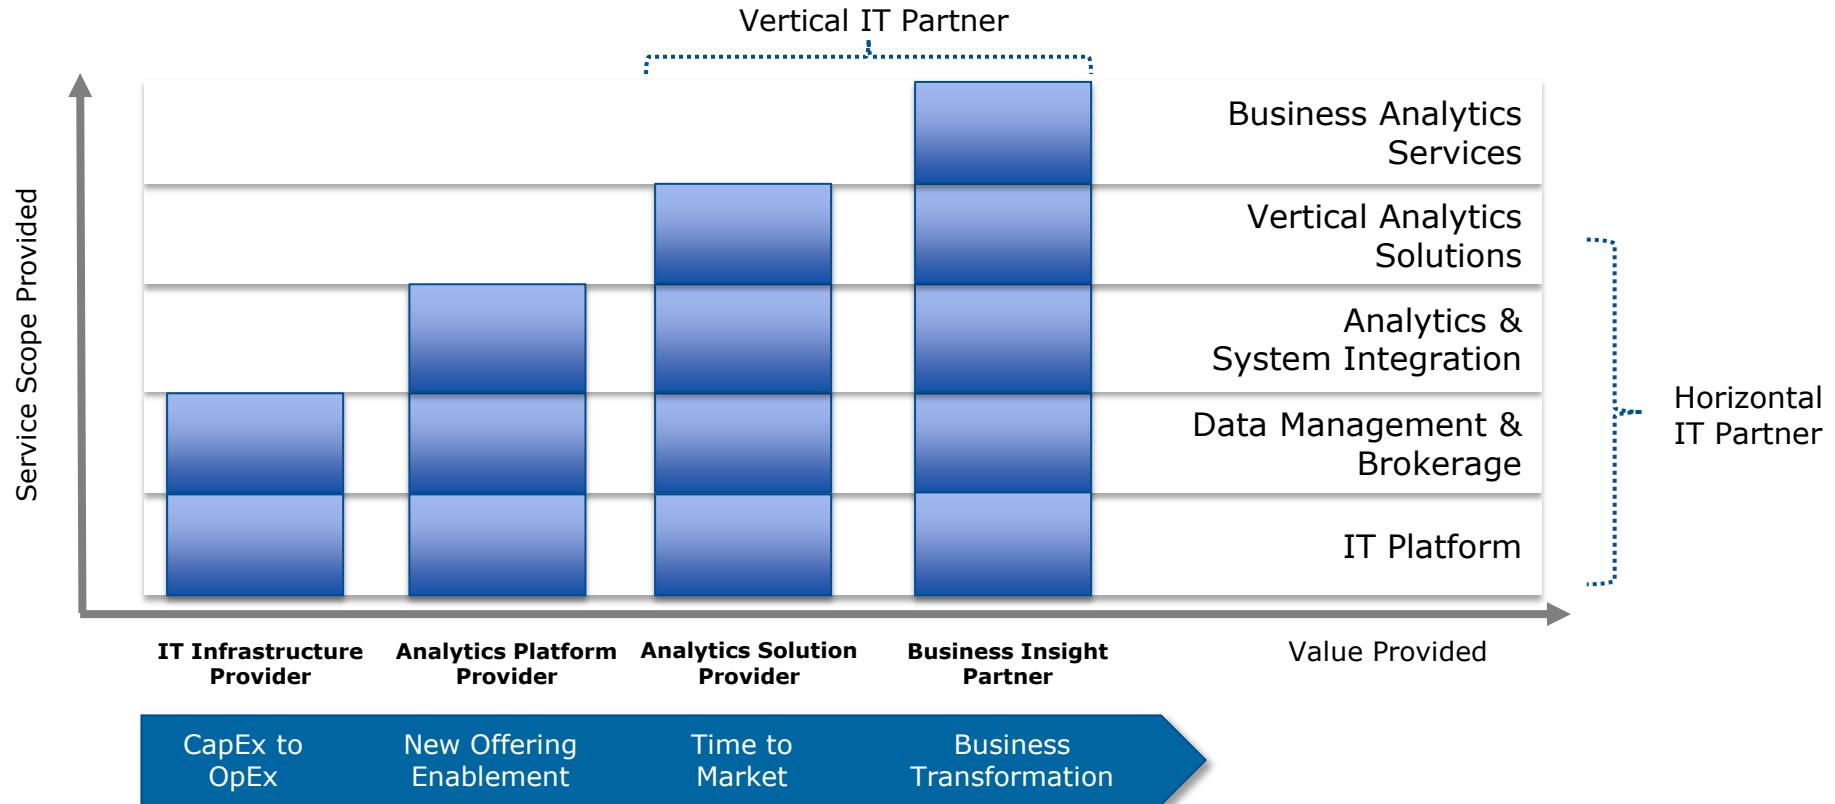 Vertical IT Partner
Service Scope Provided
Business Analytics
Services
Vertical Analytics
Solutions
Analytics &
System Integration
Data Management &
Brokerage
IT Platform
Horizontal
IT Partner
IT Infrastructure
Provider
Analytics Platform
Provider
Analytics Solution
Provider
Business Insight
Partner
Value Provided
CapEx to
OpEx
New Offering
Enablement
Time to
Market
Business
Transformation